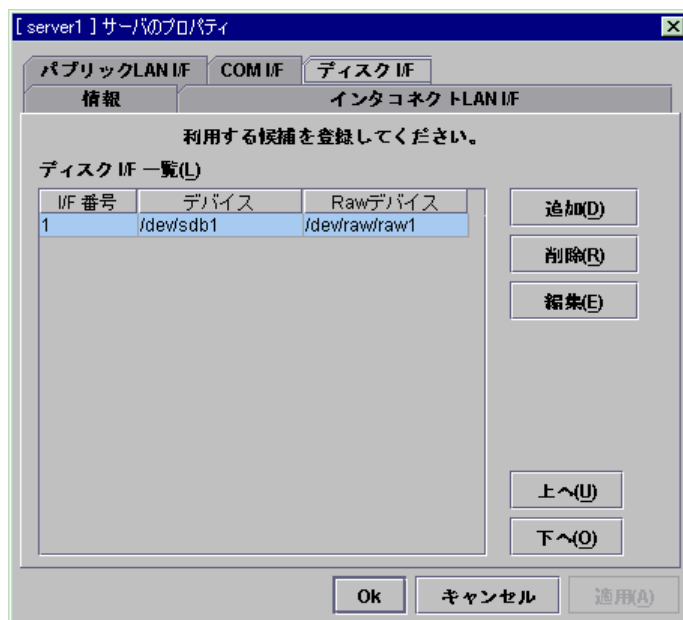 [ server1 ] サーバのプロパティ
パブリックLAN I/F COM I/F ディスク I/F
情報 インタコネクトLAN I/F
利用する候補を登録してください。
ディスク I/F 一覧(L)
I/F 番号 デバイス Rawデバイス
1 /dev/sdb1 /dev/raw/raw1
追加(D)
削除(R)
編集(E)
上へ(U)
下へ(O)
Ok キャンセル 適用(A)